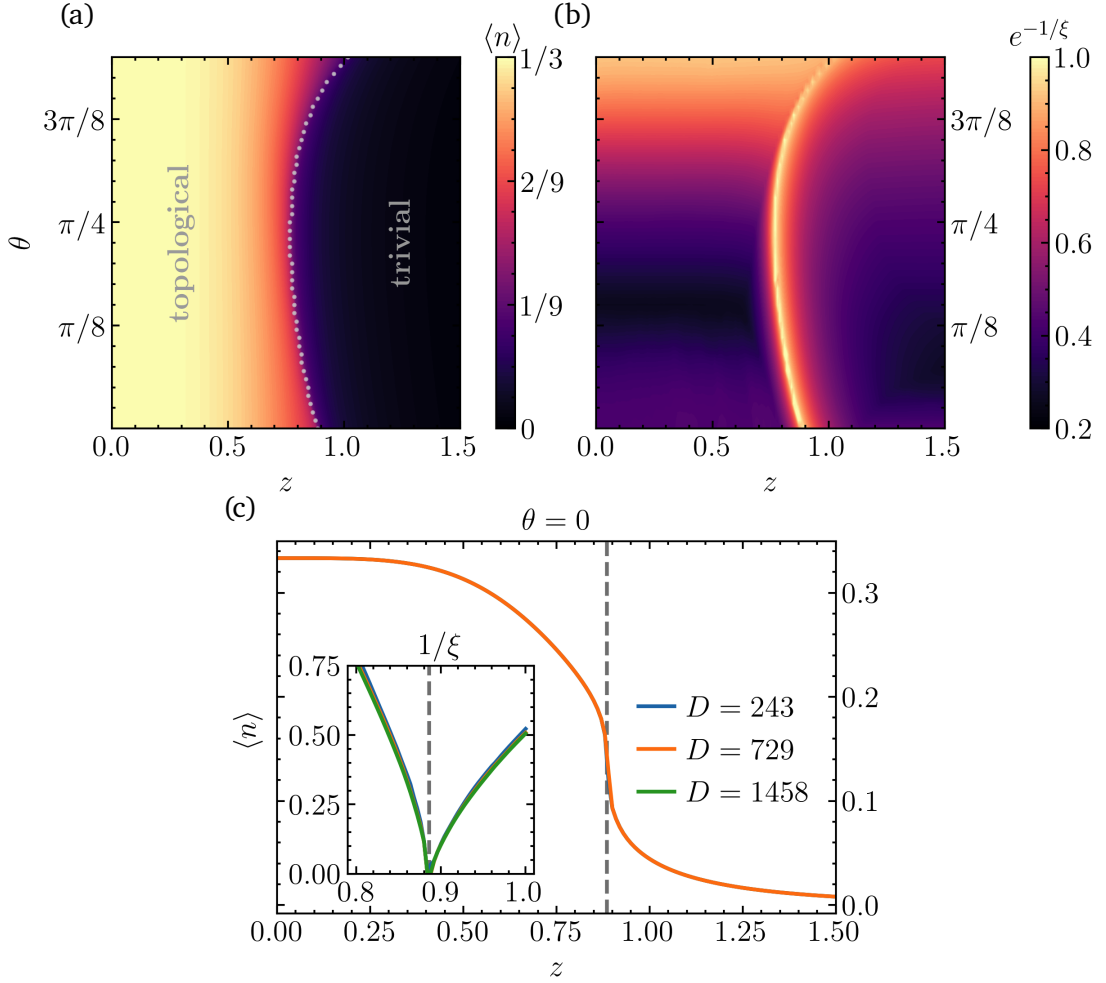 (a)
(b)
⟨n⟩
e^{-1/ξ}
1/3
2/9
1/9
0
1.0
0.8
0.6
0.4
0.2
3π/8
π/4
π/8
θ
topological
trivial
0.0 0.5 1.0 1.5
z
3π/8
π/4
π/8
0.0 0.5 1.0 1.5
z
(c)
θ = 0
⟨n⟩
0.3
0.2
0.1
0.0
1/ξ
0.75
0.50
0.25
0.00
0.8 0.9 1.0
D = 243
D = 729
D = 1458
0.00 0.25 0.50 0.75 1.00 1.25 1.50
z